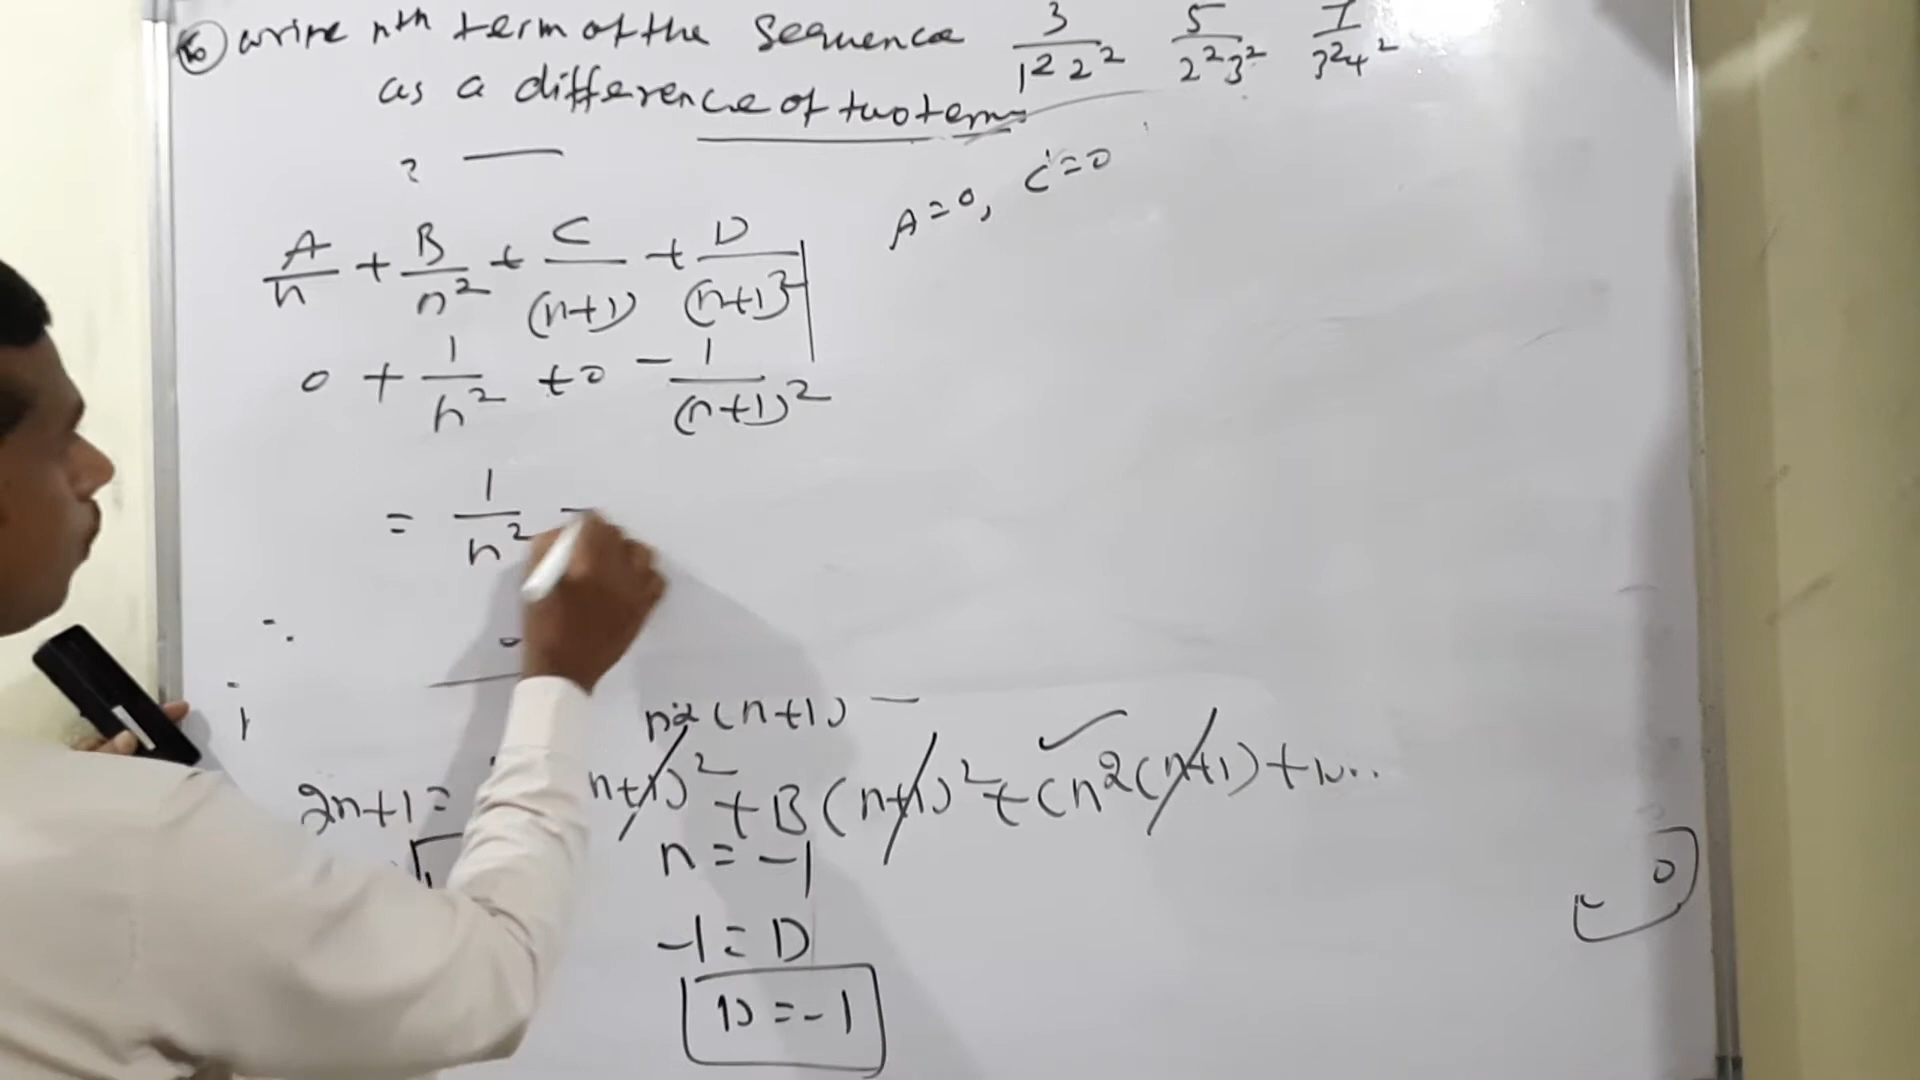 write nth term of the sequence 3/1²2² 5/2²3² 7/3²4²
as a difference of two terms
?
A=0, C=0
A/n + B/n² + C/(n+1) + D/(n+1)²
0 + 1/n² + 0 - 1/(n+1)²
= 1/n² -
n²(n+1) -
2n+1= n+1)² + B(n+1)² + Cn²(n+1) + ...
n = -1
-1 = D
D = -1